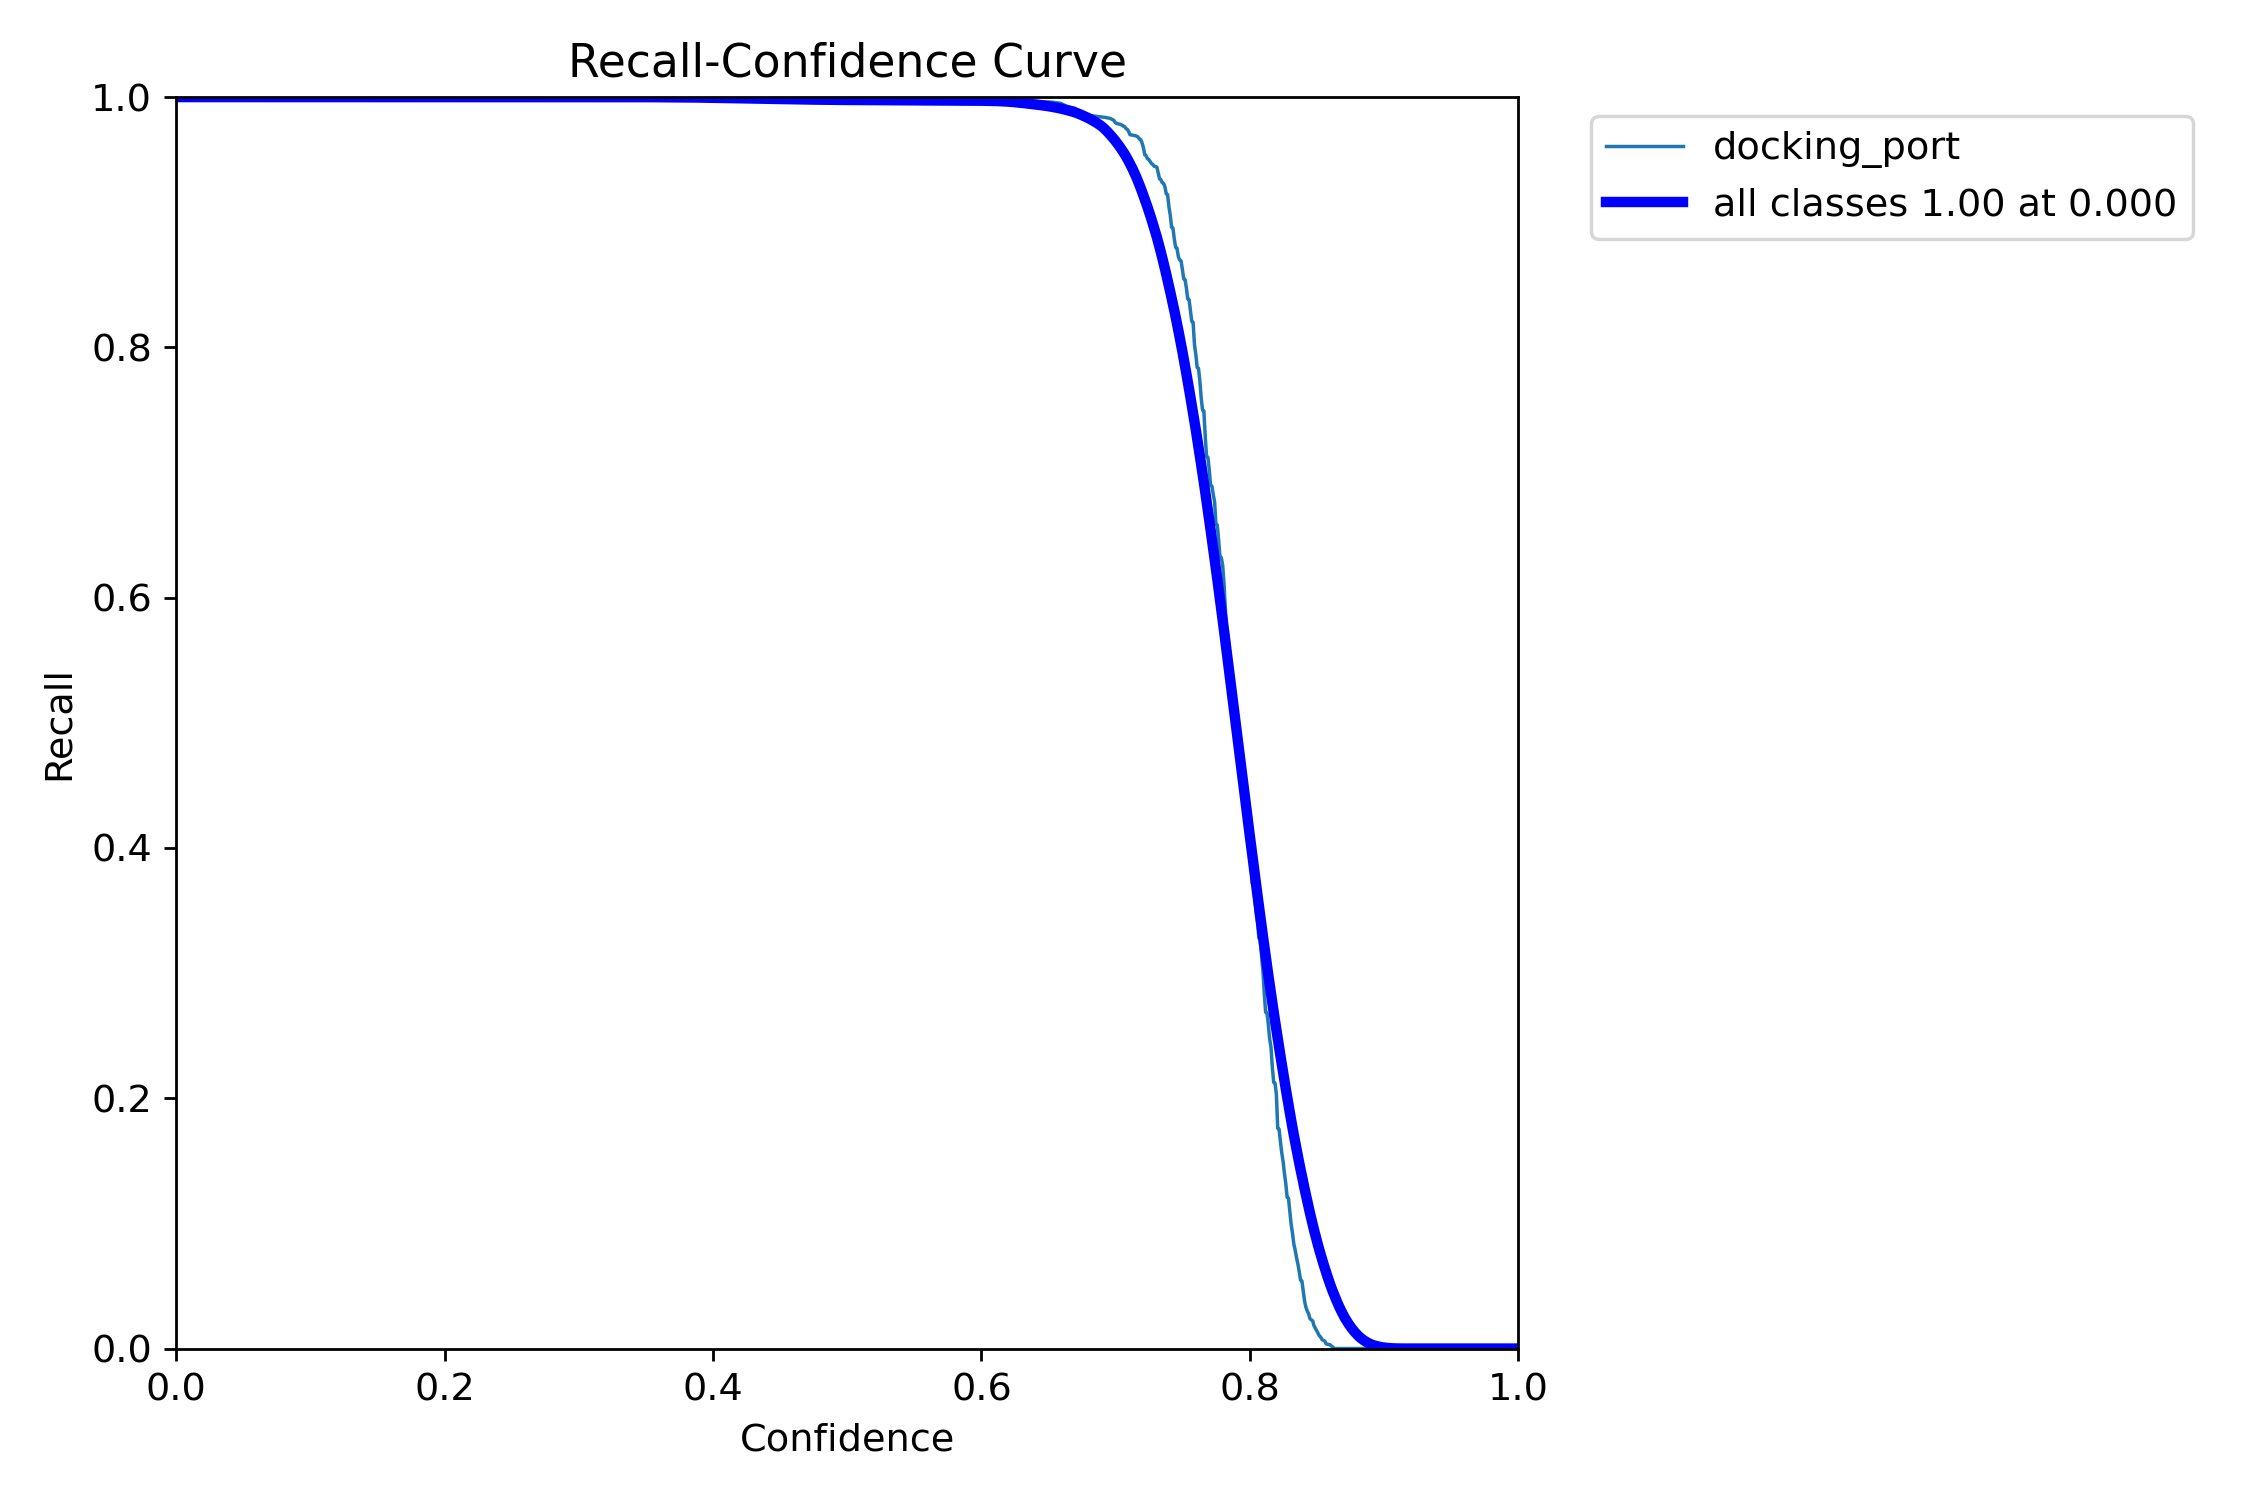 Recall-Confidence Curve
1.0
0.8
0.6
0.4
0.2
0.0
Recall
0.0 0.2 0.4 0.6 0.8 1.0
Confidence
docking_port
all classes 1.00 at 0.000